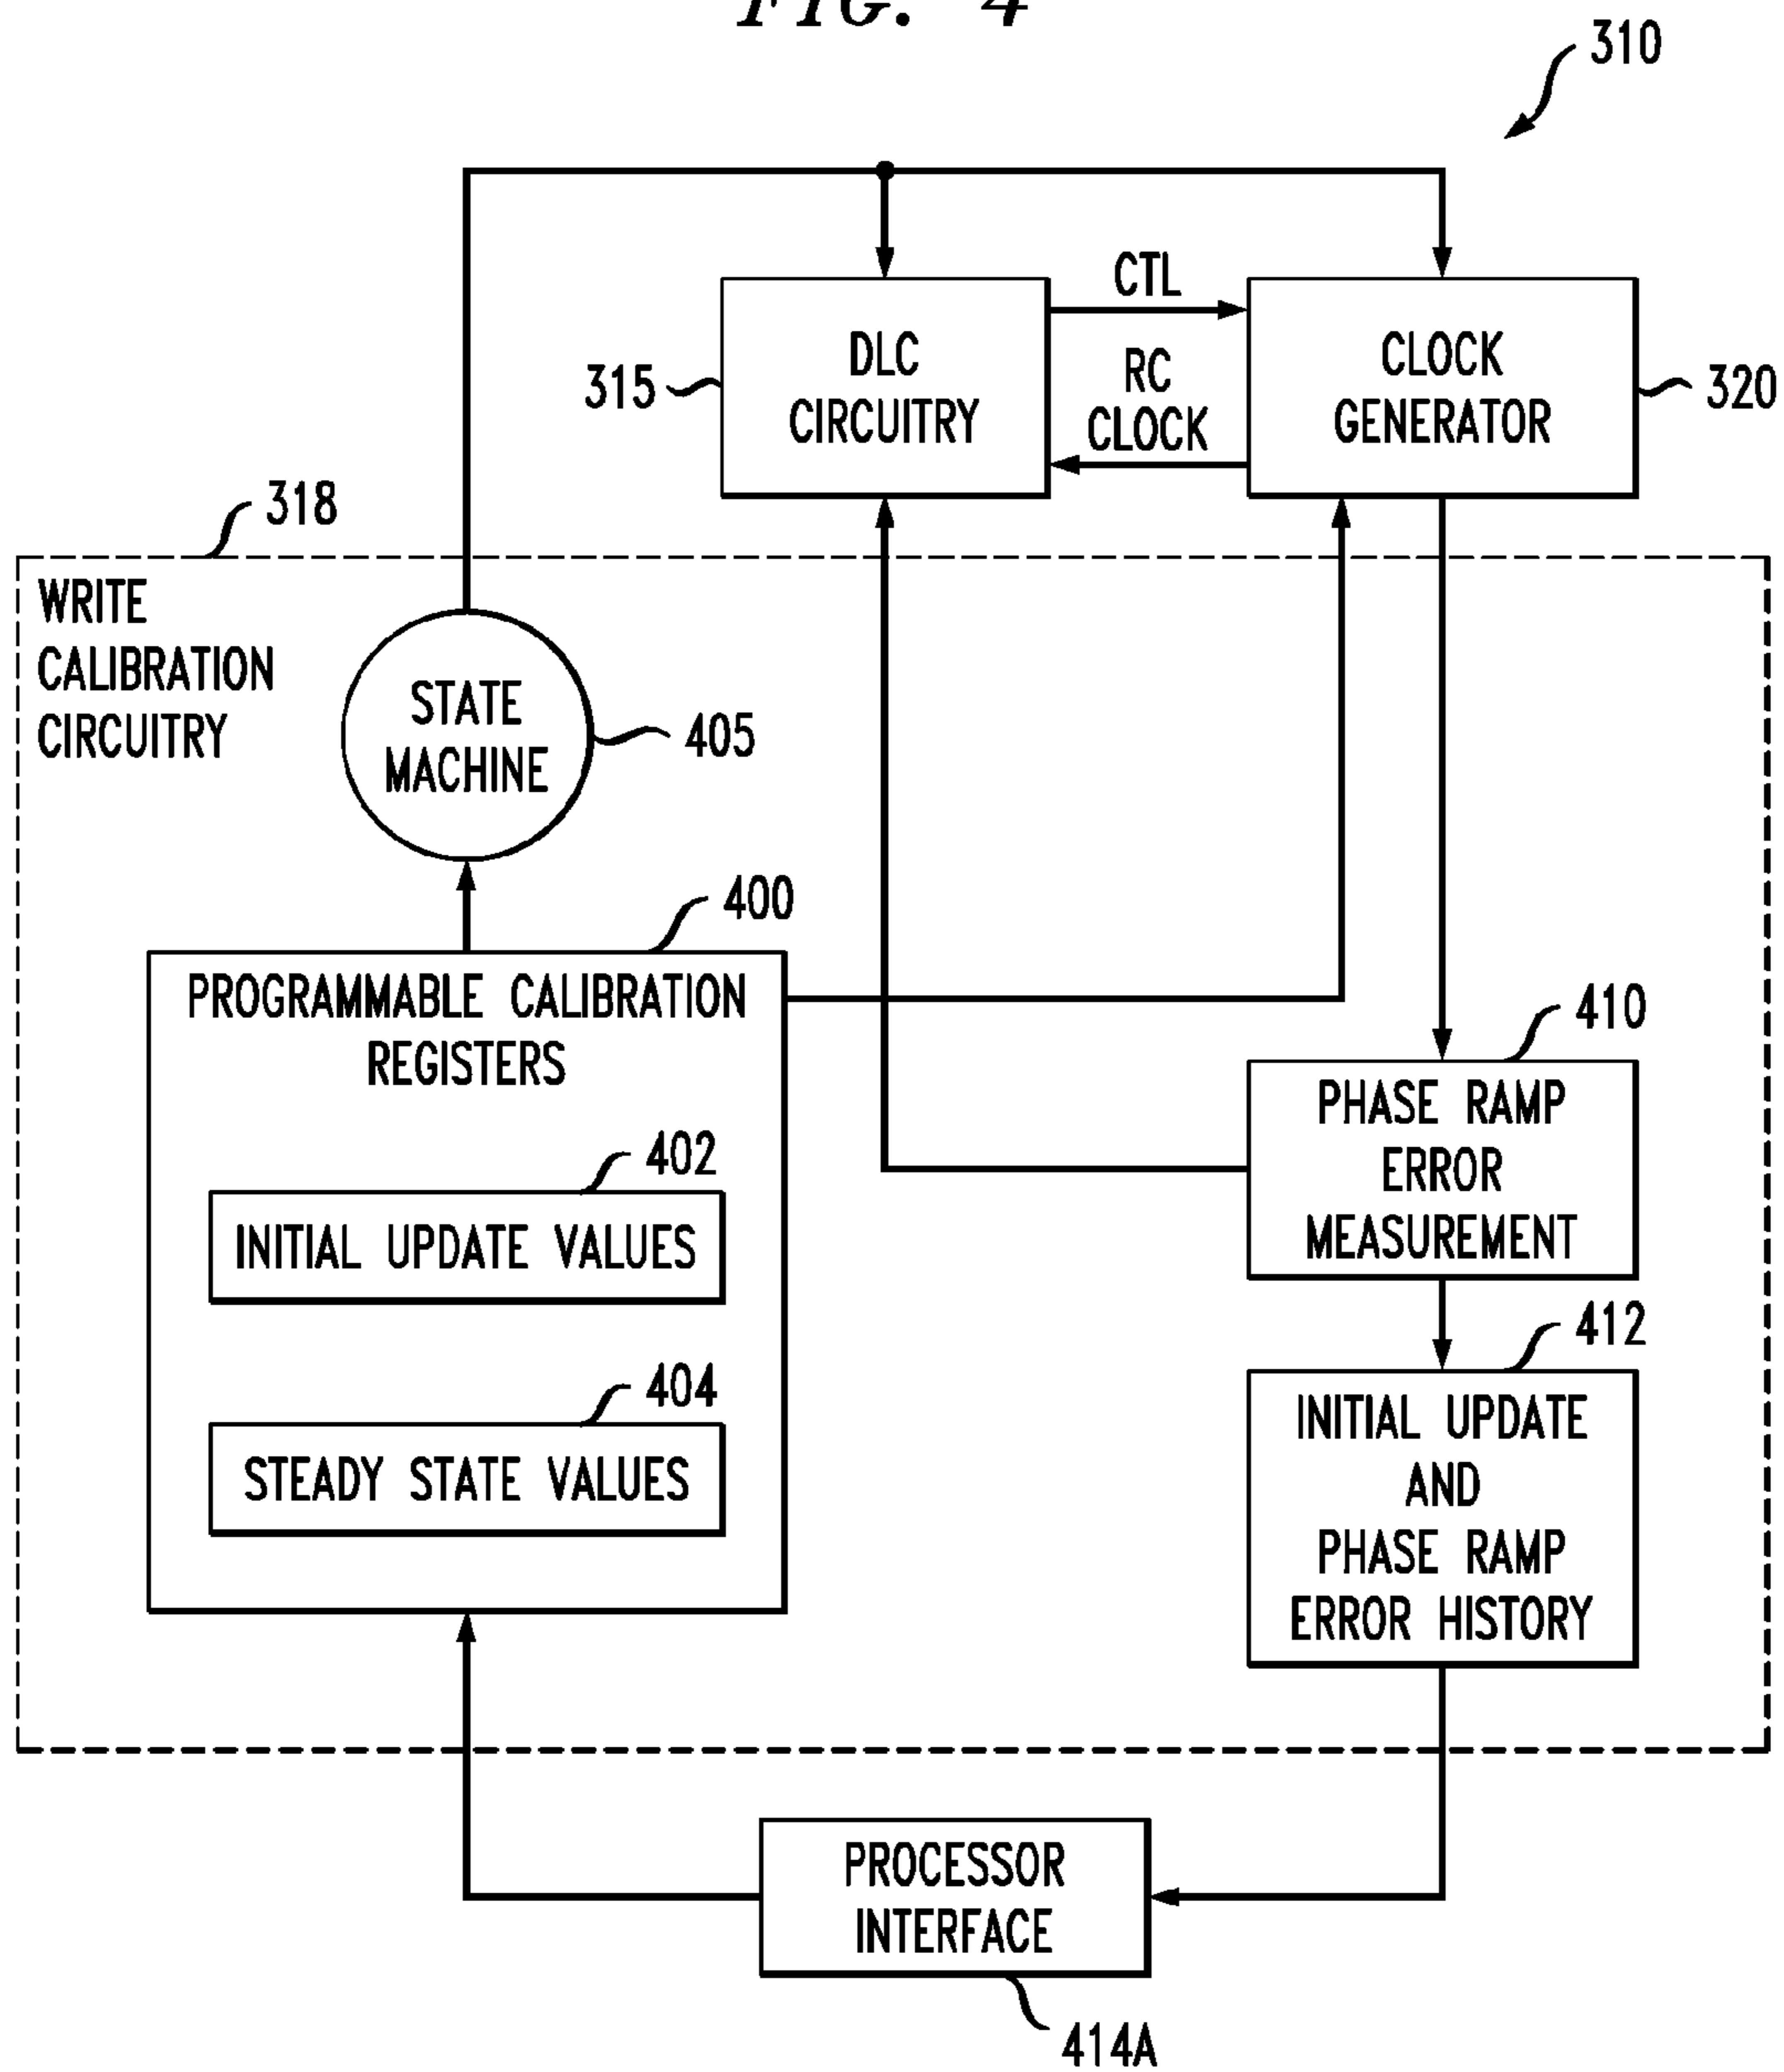 FIG. 4
310
CTL
DLC
CIRCUITRY
315
RC
CLOCK
CLOCK
GENERATOR
320
318
WRITE
CALIBRATION
CIRCUITRY
STATE
MACHINE
405
400
PROGRAMMABLE CALIBRATION
REGISTERS
402
INITIAL UPDATE VALUES
404
STEADY STATE VALUES
410
PHASE RAMP
ERROR
MEASUREMENT
412
INITIAL UPDATE
AND
PHASE RAMP
ERROR HISTORY
PROCESSOR
INTERFACE
414A